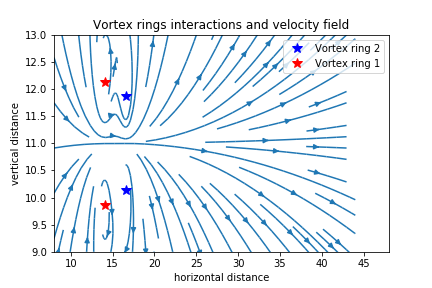 Vortex rings interactions and velocity field
Vortex ring 2
Vortex ring 1
vertical distance
13.0
12.5
12.0
11.5
11.0
10.5
10.0
9.5
9.0
10 15 20 25 30 35 40 45
horizontal distance